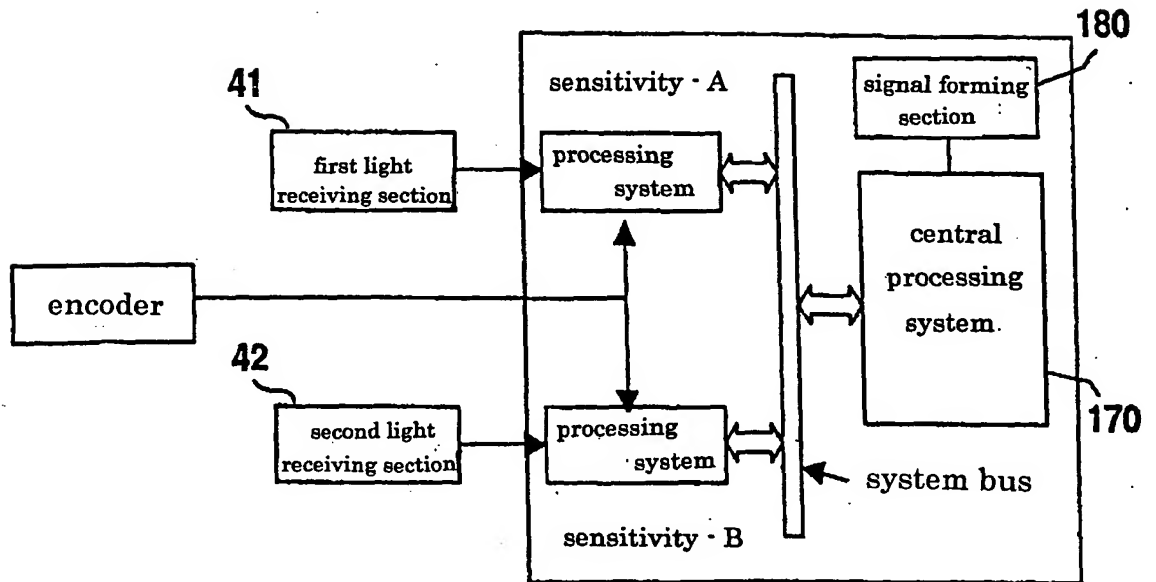 180
sensitivity - A
signal forming
section
41
first light
receiving section
processing
system
central
processing
system.
encoder
42
second light
receiving section
processing
system
170
system bus
sensitivity - B